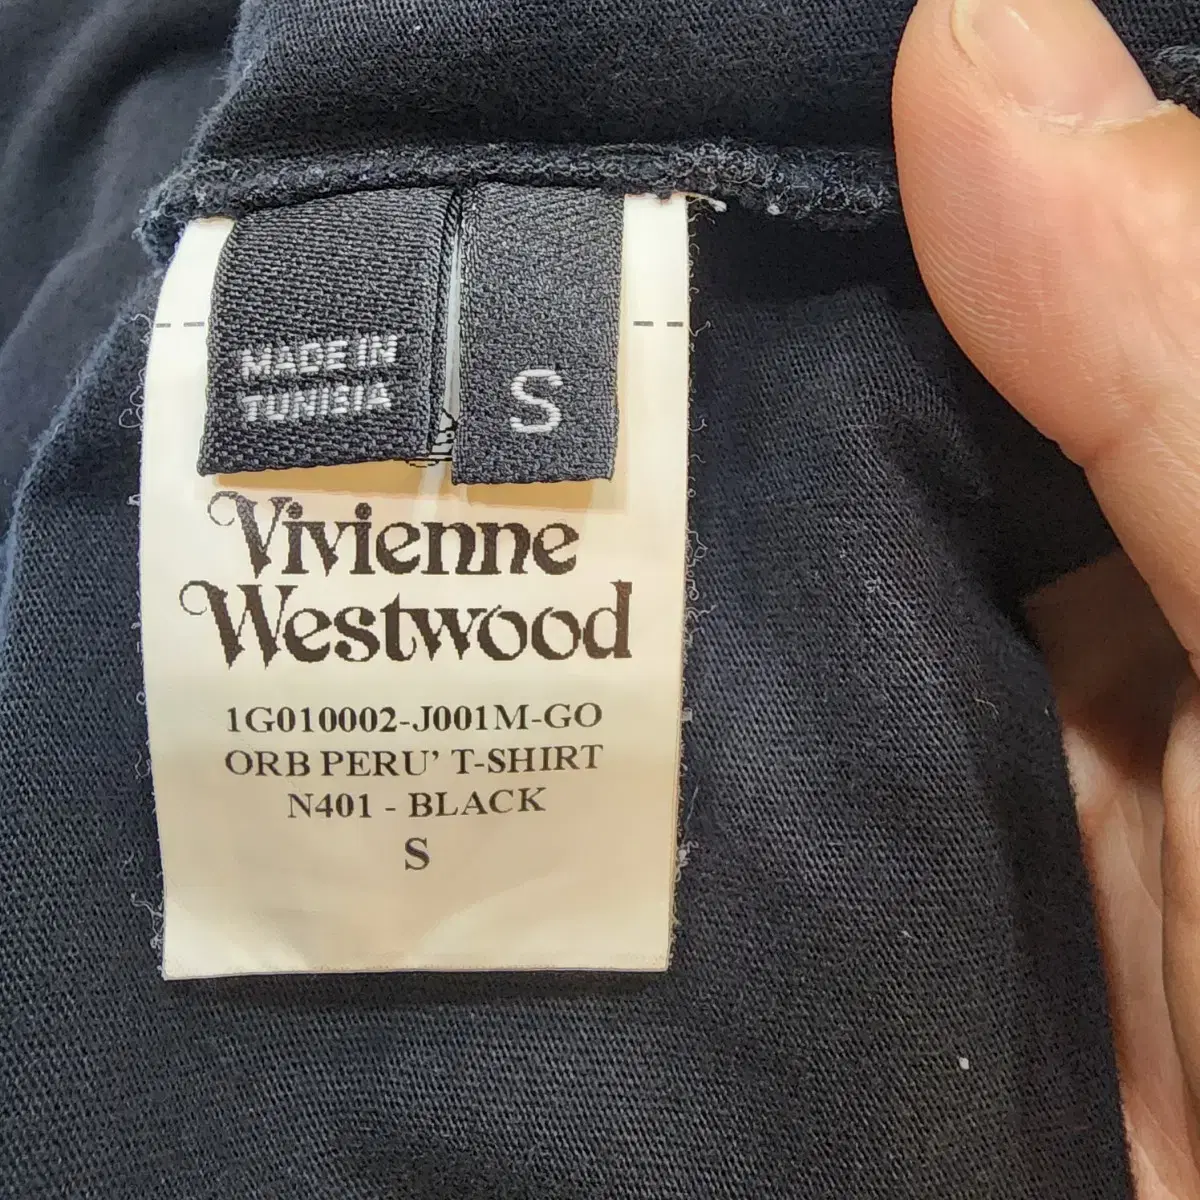 MADE IN
TUNISIA
S
Vivienne
Westwood
1G010002-J001M-GO
ORB PERU' T-SHIRT
N401 - BLACK
S